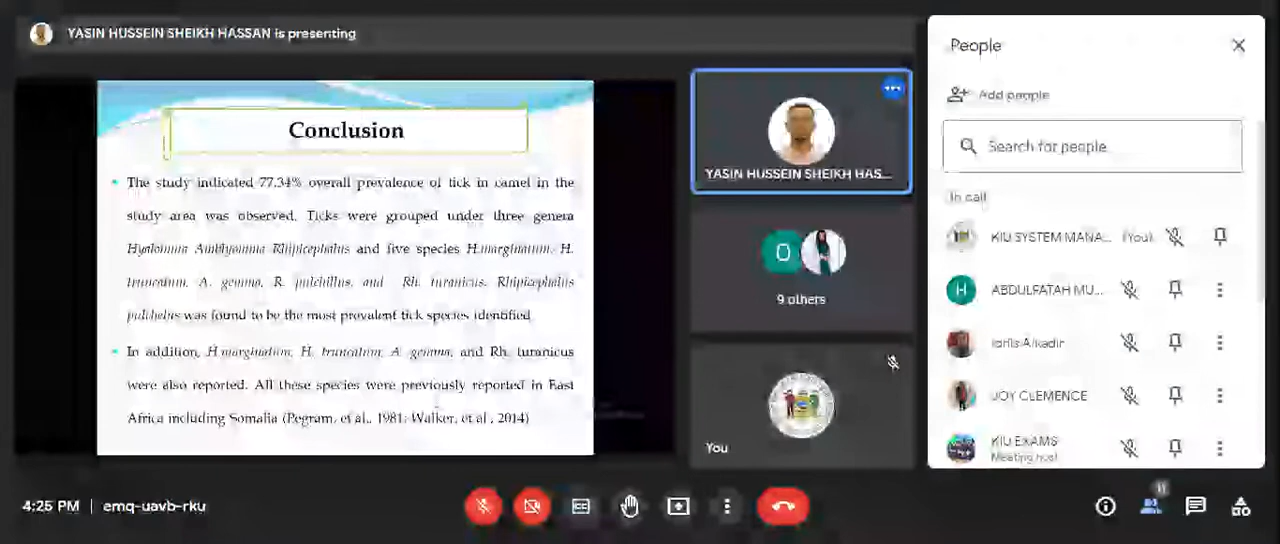 YASIN HUSSEIN SHEIKH HASSAN is presenting
Conclusion
The study indicated 77.34% overall prevalence of tick in camel in the
study area was observed. Ticks were grouped under three genera
Hyalomma Amblyomma Rhipicephalus and five species H.marginatum. H.
truncatum. A. gemma, R. pulchillus, and Rh. turanicus. Rhipicephalus
pulchelus was found to be the most prevalent tick species identified
In addition, H.marginatum, H. truncatum, A. gemma, and Rh. turanicus
were also reported. All these species were previously reported in East
Africa including Somalia (Pegram, et al., 1981; Walker, et al, 2014)
YASIN HUSSEIN SHEIKH HAS...
O
9 others
You
People
Add people
Search for people
In call
KIU SYSTEM MANA... (You)
H
ABDULFATAH MU...
Idris Alkadir
JOY CLEMENCE
KIU EXAMS
Meeting host
4:25 PM | emq-uavb-rku
11